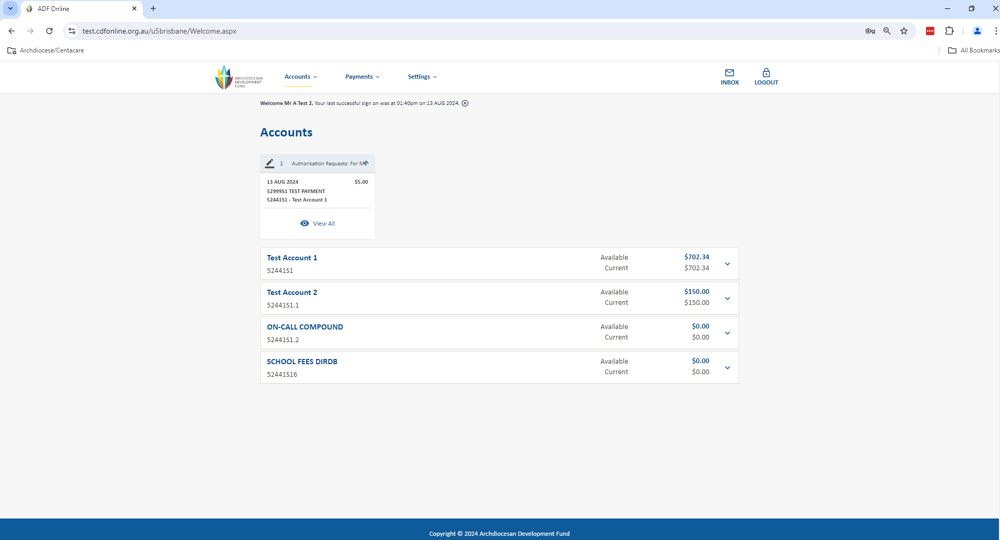 ADF Online
test.cdfonline.org.au/u5brisbane/Welcome.aspx
Archdiocese/Centacare
All Bookmarks
ARCHDIOCESAN
DEVELOPMENT
FUND
Accounts
Payments
Settings
INBOX
LOGOUT
Welcome Mr A Test 2. Your last successful sign on was at 01:40pm on 13 AUG 2024.
Accounts
1 Authorisation Requests: For Me
13 AUG 2024 $5.00
52999S1 TEST PAYMENT
52441S1 - Test Account 1
View All
Test Account 1 Available $702.34
52441S1 Current $702.34
Test Account 2 Available $150.00
52441S1.1 Current $150.00
ON-CALL COMPOUND Available $0.00
52441S1.2 Current $0.00
SCHOOL FEES DIRDB Available $0.00
52441S16 Current $0.00
Copyright © 2024 Archdiocesan Development Fund